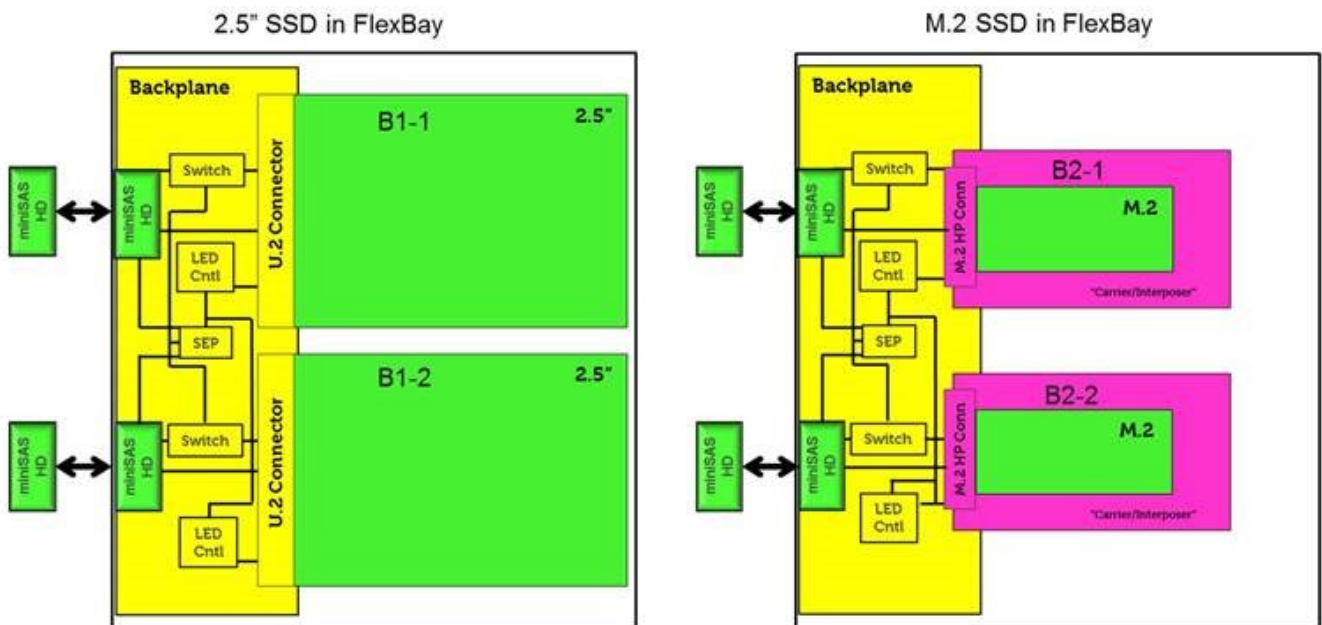 2.5” SSD in FlexBay
Backplane
B1-1
2.5”
Switch
miniSAS
HD
miniSAS
HD
U.2 Connector
LED
Cntl
SEP
B1-2
2.5”
Switch
miniSAS
HD
miniSAS
HD
U.2 Connector
LED
Cntl
M.2 SSD in FlexBay
Backplane
B2-1
Switch
miniSAS
HD
miniSAS
HD
M.2 HP Conn
M.2
LED
Cntl
"Carrier/Interposer"
SEP
B2-2
Switch
miniSAS
HD
miniSAS
HD
M.2 HP Conn
M.2
LED
Cntl
"Carrier/Interposer"